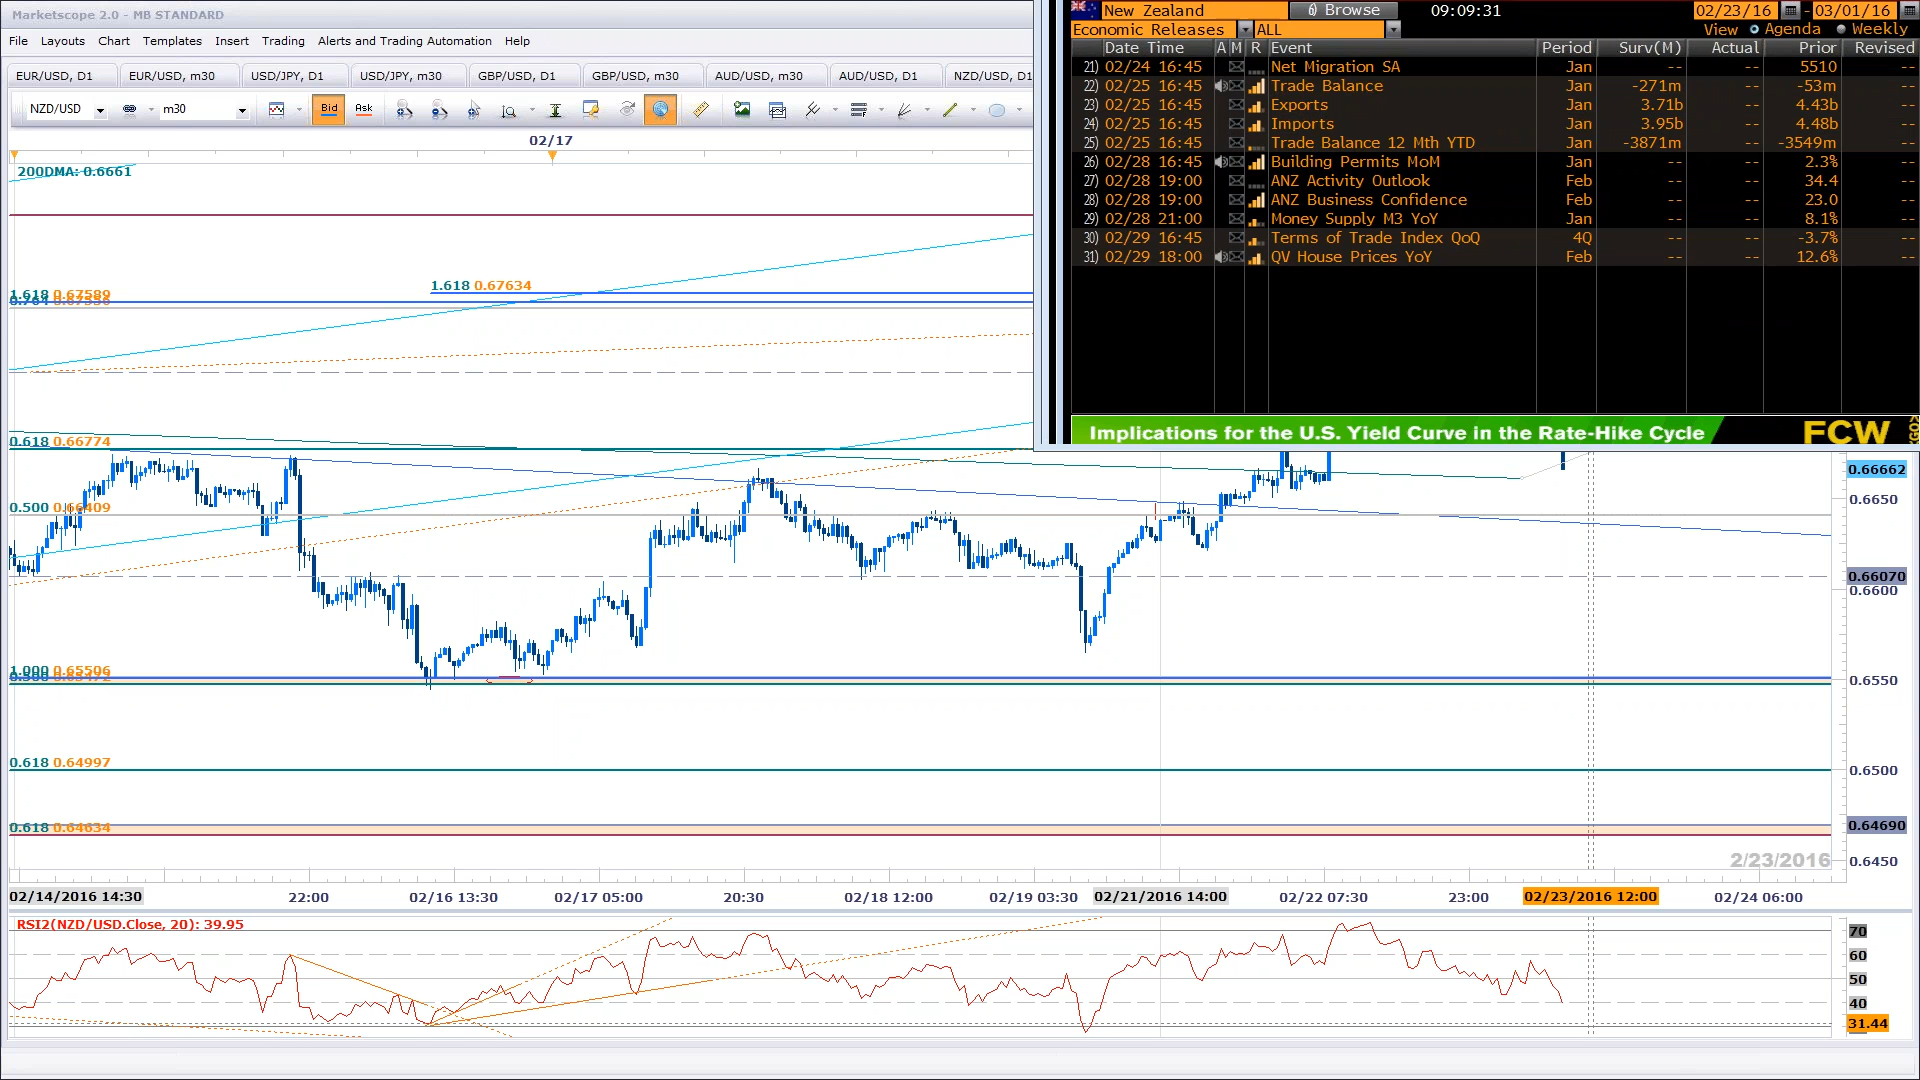 Marketscope 2.0 - MB STANDARD
File Layouts Chart Templates Insert Trading Alerts and Trading Automation Help
EUR/USD, D1 EUR/USD, m30 USD/JPY, D1 USD/JPY, m30 GBP/USD, D1 GBP/USD, m30 AUD/USD, m30 AUD/USD, D1 NZD/USD, D1
NZD/USD m30 Bid Ask
02/17
200DMA: 0.6661
1.618 0.67634
1.618 0.67589
0.618 0.66774
0.500 0.66409
1.000 0.65506
0.618 0.64997
0.618 0.64634
New Zealand Browse 09:09:31 02/23/16 - 03/01/16
Economic Releases ALL View Agenda Weekly
Date Time A M R Event Period Surv(M) Actual Prior Revised
21) 02/24 16:45 Net Migration SA Jan -- -- 5510 --
22) 02/25 16:45 Trade Balance Jan -271m -- -53m --
23) 02/25 16:45 Exports Jan 3.71b -- 4.43b --
24) 02/25 16:45 Imports Jan 3.95b -- 4.48b --
25) 02/25 16:45 Trade Balance 12 Mth YTD Jan -3871m -- -3549m --
26) 02/28 16:45 Building Permits MoM Jan -- -- 2.3% --
27) 02/28 19:00 ANZ Activity Outlook Feb -- -- 34.4 --
28) 02/28 19:00 ANZ Business Confidence Feb -- -- 23.0 --
29) 02/28 21:00 Money Supply M3 YoY Jan -- -- 8.1% --
30) 02/29 16:45 Terms of Trade Index QoQ 4Q -- -- -3.7% --
31) 02/29 18:00 QV House Prices YoY Feb -- -- 12.6% --
Implications for the U.S. Yield Curve in the Rate-Hike Cycle FCW
0.66662
0.6650
0.66070
0.6600
0.6550
0.6500
0.64690
0.6450
2/23/2016
02/14/2016 14:30 22:00 02/16 13:30 02/17 05:00 20:30 02/18 12:00 02/19 03:30 02/21/2016 14:00 02/22 07:30 23:00 02/23/2016 12:00 02/24 06:00
RSI2(NZD/USD.Close, 20): 39.95
70
60
50
40
31.44